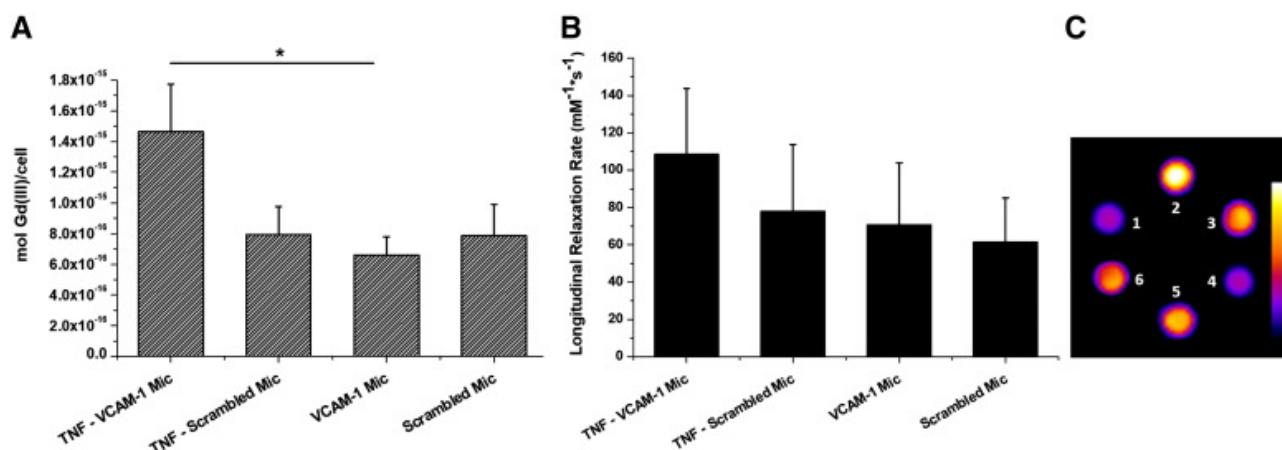 A
*
mol Gd(III)/cell
1.8x10⁻¹⁵
1.6x10⁻¹⁵
1.4x10⁻¹⁵
1.2x10⁻¹⁵
1.0x10⁻¹⁵
8.0x10⁻¹⁶
6.0x10⁻¹⁶
4.0x10⁻¹⁶
2.0x10⁻¹⁶
0.0
TNF - VCAM-1 Mic
TNF - Scrambled Mic
VCAM-1 Mic
Scrambled Mic
B
Longitudinal Relaxation Rate (mM⁻¹*s⁻¹)
160
140
120
100
80
60
40
20
0
TNF - VCAM-1 Mic
TNF - Scrambled Mic
VCAM-1 Mic
Scrambled Mic
C
1
2
3
4
5
6